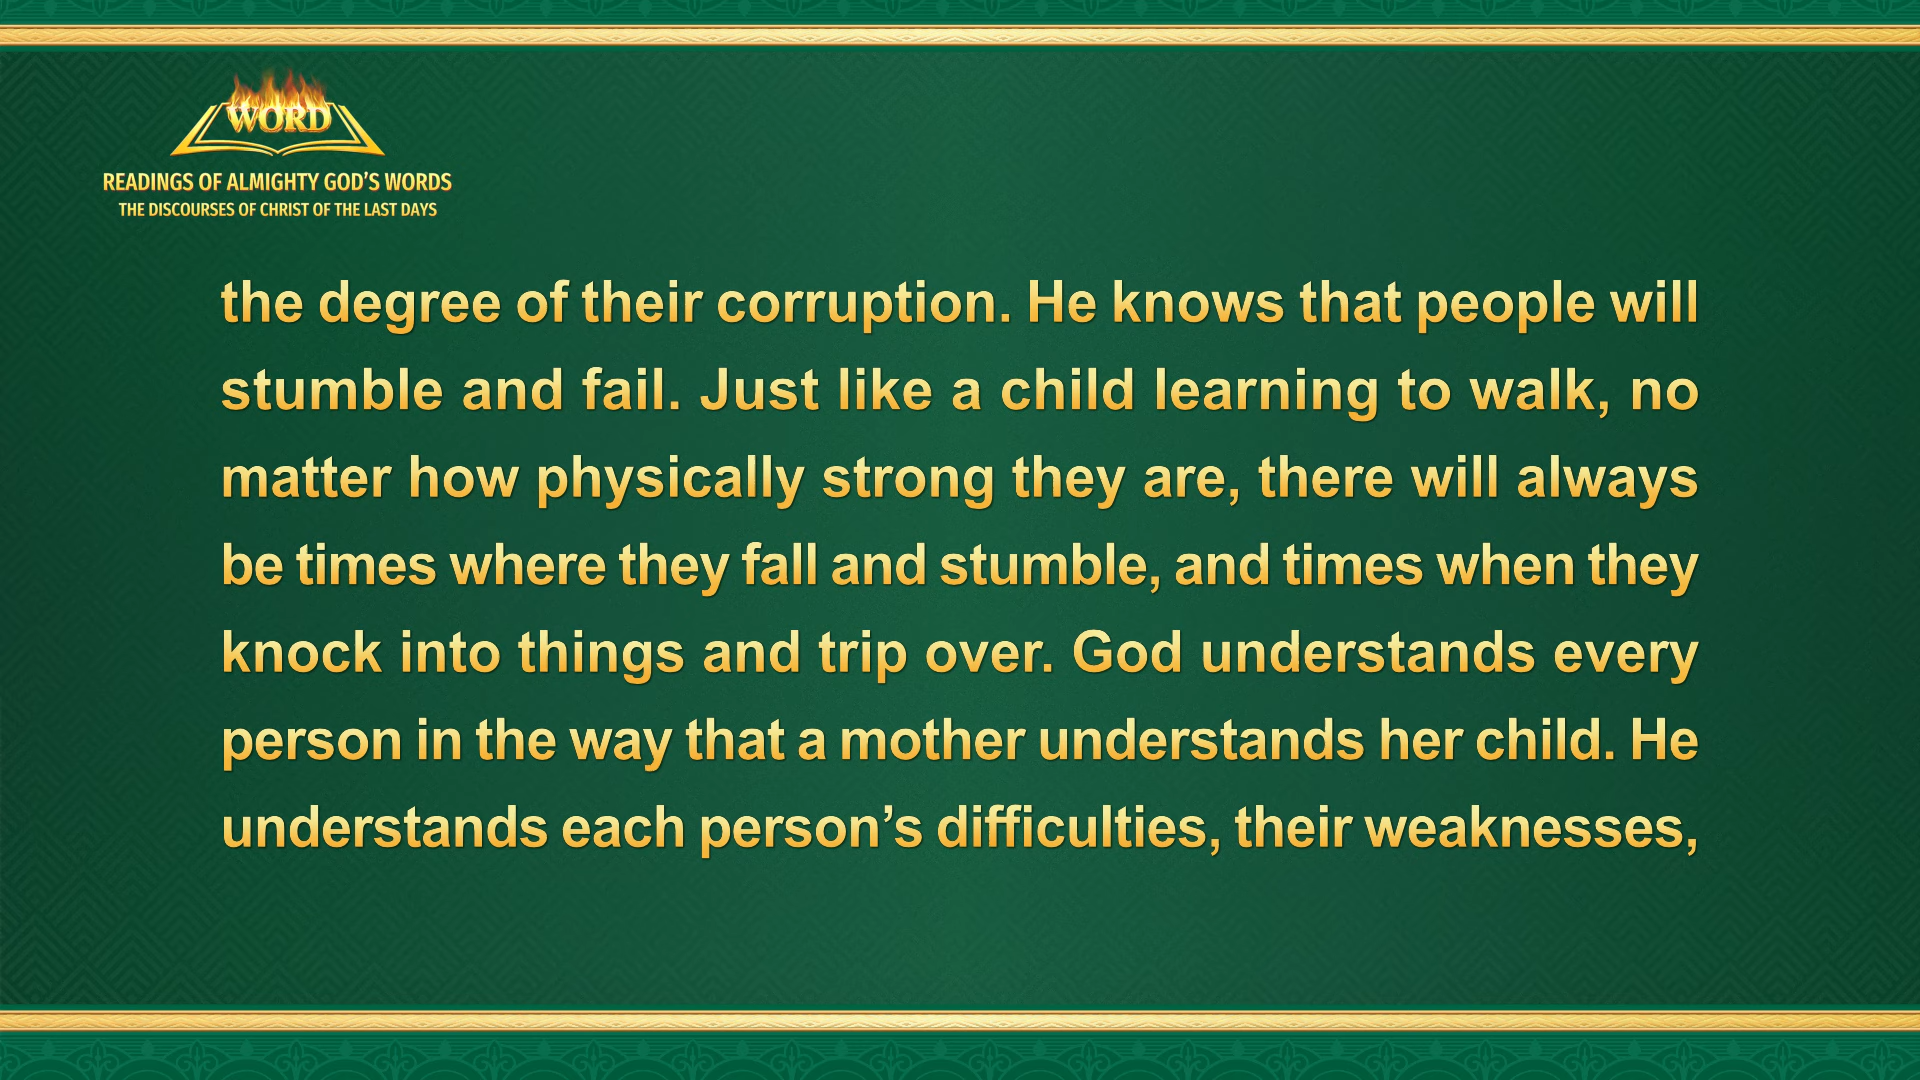 WORD
READINGS OF ALMIGHTY GOD’S WORDS
THE DISCOURSES OF CHRIST OF THE LAST DAYS
the degree of their corruption. He knows that people will
stumble and fail. Just like a child learning to walk, no
matter how physically strong they are, there will always
be times where they fall and stumble, and times when they
knock into things and trip over. God understands every
person in the way that a mother understands her child. He
understands each person’s difficulties, their weaknesses,